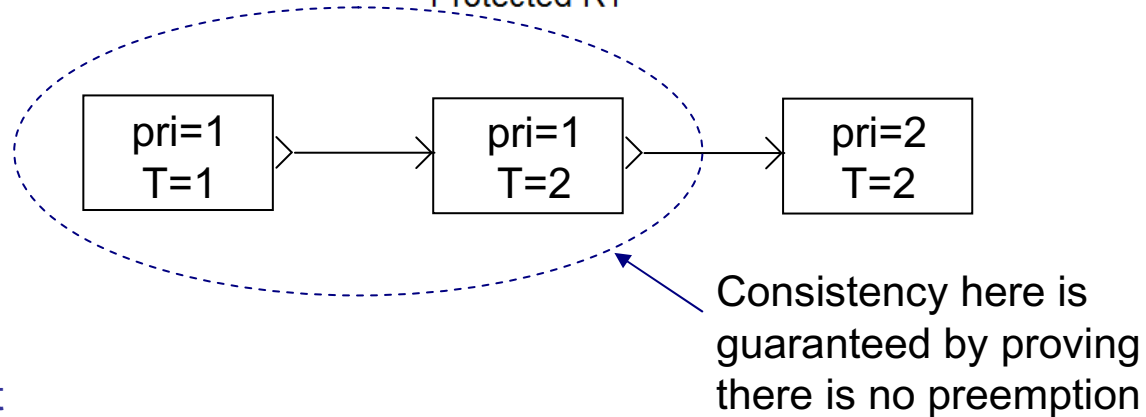 pri=1
T=1
pri=1
T=2
pri=2
T=2
Consistency here is
guaranteed by proving
there is no preemption